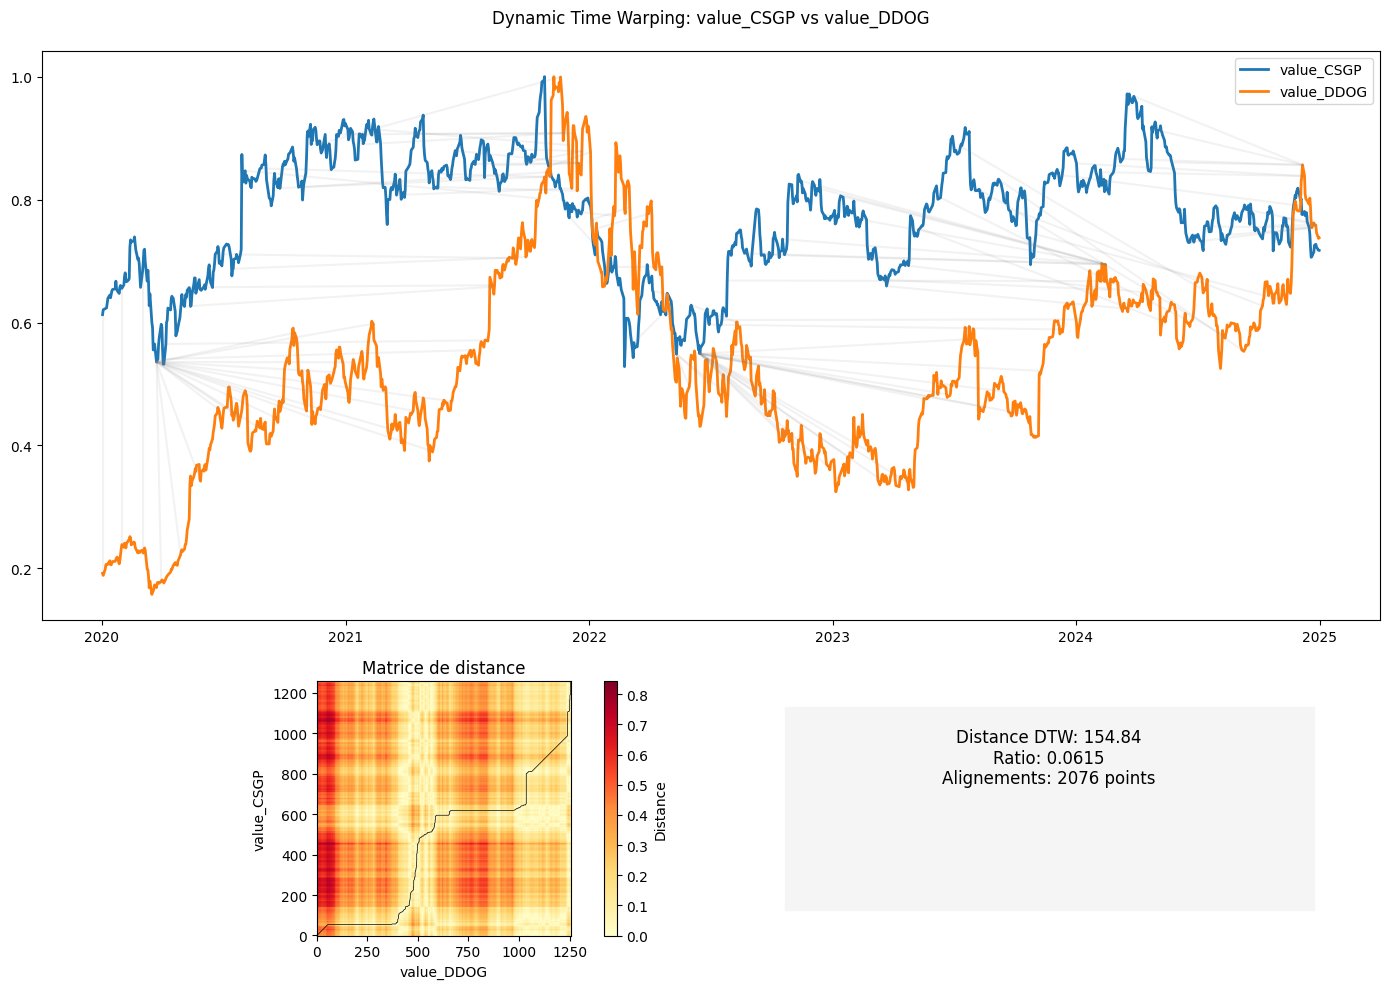 Dynamic Time Warping: value_CSGP vs value_DDOG
value_CSGP
value_DDOG
1.0
0.8
0.6
0.4
0.2
2020 2021 2022 2023 2024 2025
Matrice de distance
1200
1000
800
600
400
200
0
value_CSGP
0 250 500 750 1000 1250
value_DDOG
0.8
0.7
0.6
0.5
0.4
0.3
0.2
0.1
0.0
Distance
Distance DTW: 154.84
Ratio: 0.0615
Alignements: 2076 points